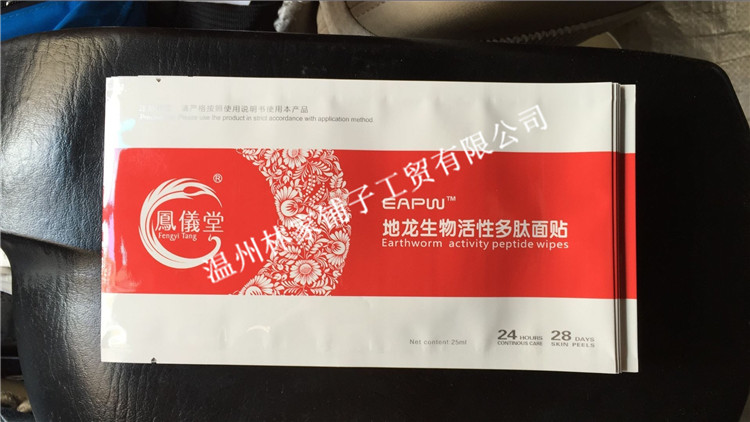 请严格按照使用说明书使用本产品
Please use the product in strict accordance with application method
鳳儀堂®
Fengyi Tang
EAPW™
地龙生物活性多肽面贴
Earthworm activity peptide wipes
温州林家铺子工贸有限公司
Net content 25ml
24 HOURS
CONTINOUS CARE
28 DAYS
SKIN PEELS